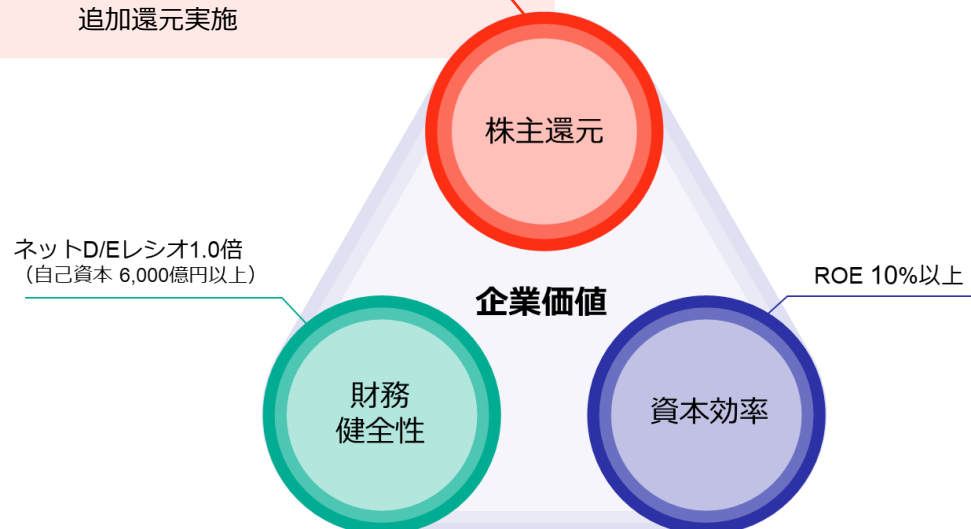 追加還元実施
株主還元
ネットD/Eレシオ1.0倍
（自己資本 6,000億円以上）
ROE 10%以上
企業価値
財務
健全性
資本効率